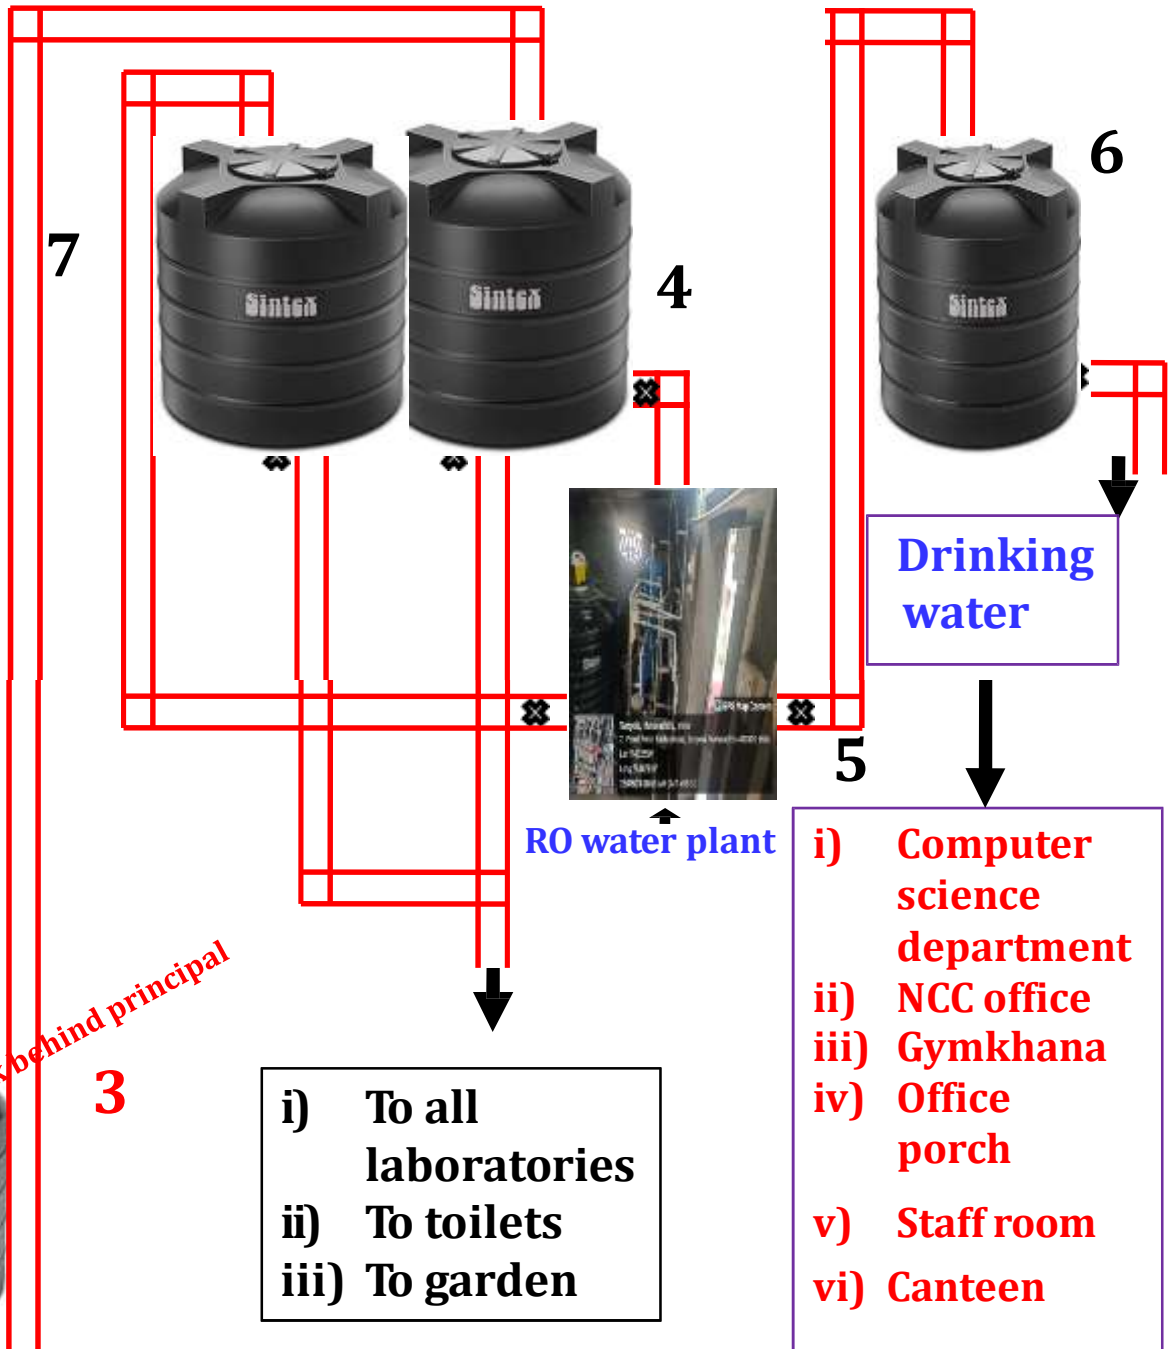 6
7
4
Sintex
Sintex
Sintex
Drinking
water
5
RO water plant
i) Computer
science
department
ii) NCC office
iii) Gymkhana
iv) Office
porch
v) Staff room
vi) Canteen
behind principal
3
i) To all
laboratories
ii) To toilets
iii) To garden